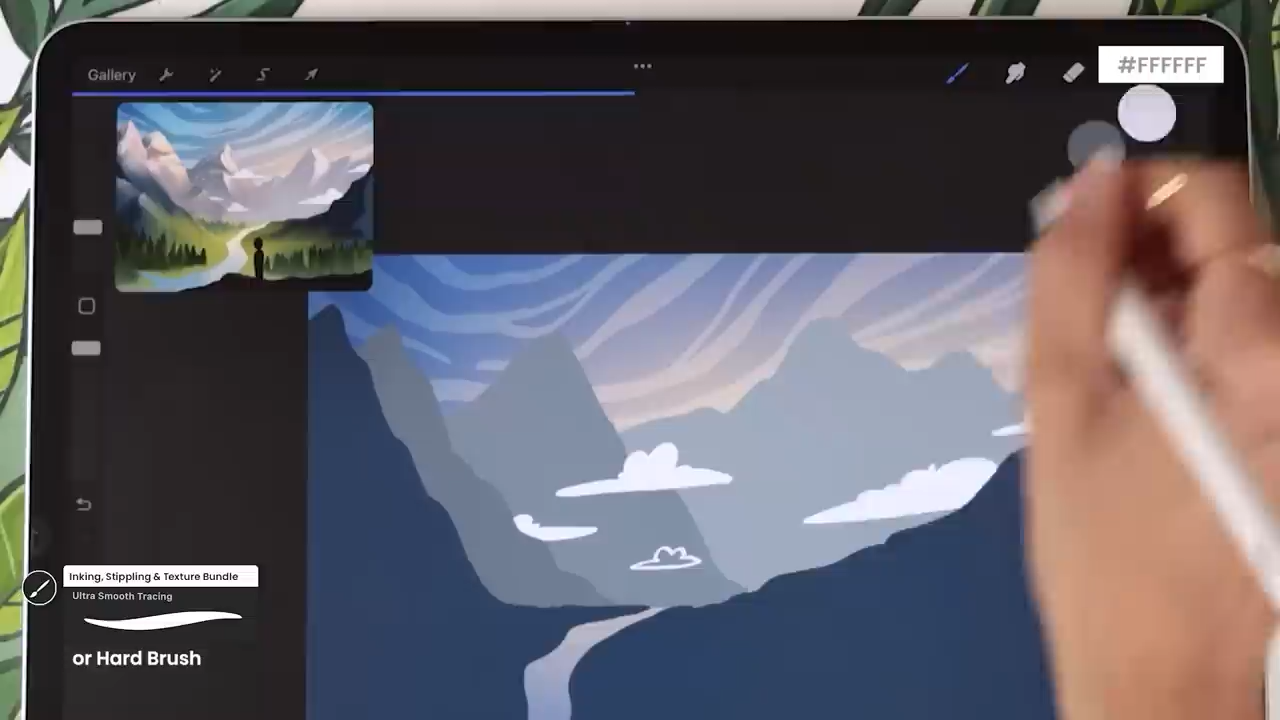 Gallery
#FFFFFF
Inking, Stippling & Texture Bundle
Ultra Smooth Tracing
or Hard Brush